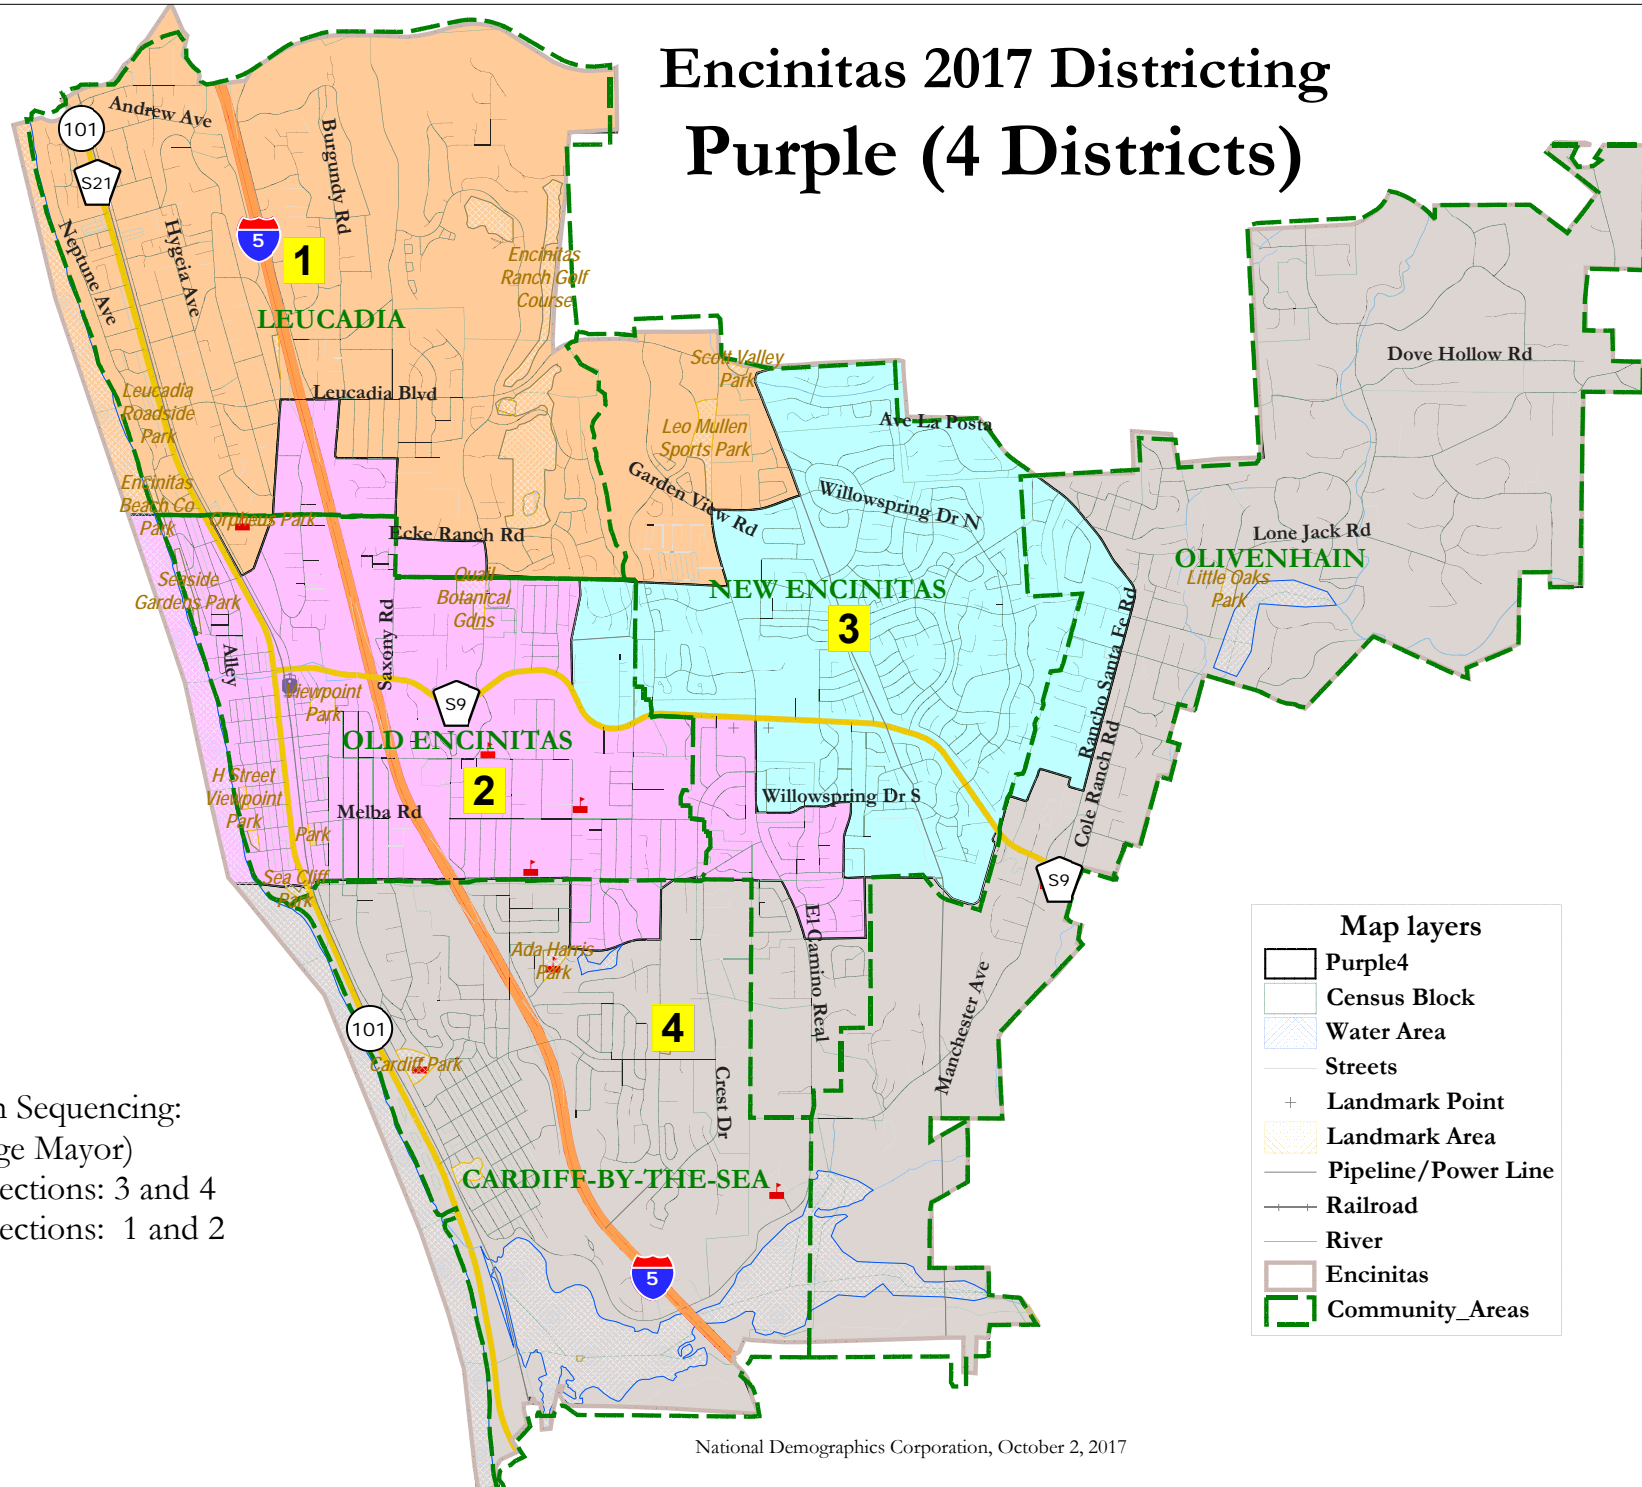 Encinitas 2017 Districting
Purple (4 Districts)
Andrew Ave
101
S21
Burgundy Rd
Neptune Ave
Hygeia Ave
5
1
LEUCADIA
Encinitas
Ranch Golf
Course
Leucadia Blvd
Leucadia
Roadside
Park
Scott Valley
Park
Leo Mullen
Sports Park
Ave La Posta
Dove Hollow Rd
Garden View Rd
Willowspring Dr N
Encinitas
Beach Co
Park
Orpheus Park
Ecke Ranch Rd
Lone Jack Rd
OLIVENHAIN
Little Oaks
Park
Seaside
Gardens Park
Quail
Botanical
Gdns
NEW ENCINITAS
3
Alley
Saxony Rd
Rancho Santa Fe Rd
Viewpoint
Park
S9
OLD ENCINITAS
2
H Street
Viewpoint
Park
Melba Rd
Park
Willowspring Dr S
Cole Ranch Rd
S9
Sea Cliff
Park
Ada Harris
Park
El Camino Real
Manchester Ave
4
101
Cardiff Park
Crest Dr
CARDIFF-BY-THE-SEA
5
n Sequencing:
ge Mayor)
ections: 3 and 4
ections: 1 and 2
Map layers
Purple4
Census Block
Water Area
Streets
Landmark Point
Landmark Area
Pipeline/Power Line
Railroad
River
Encinitas
Community_Areas
National Demographics Corporation, October 2, 2017